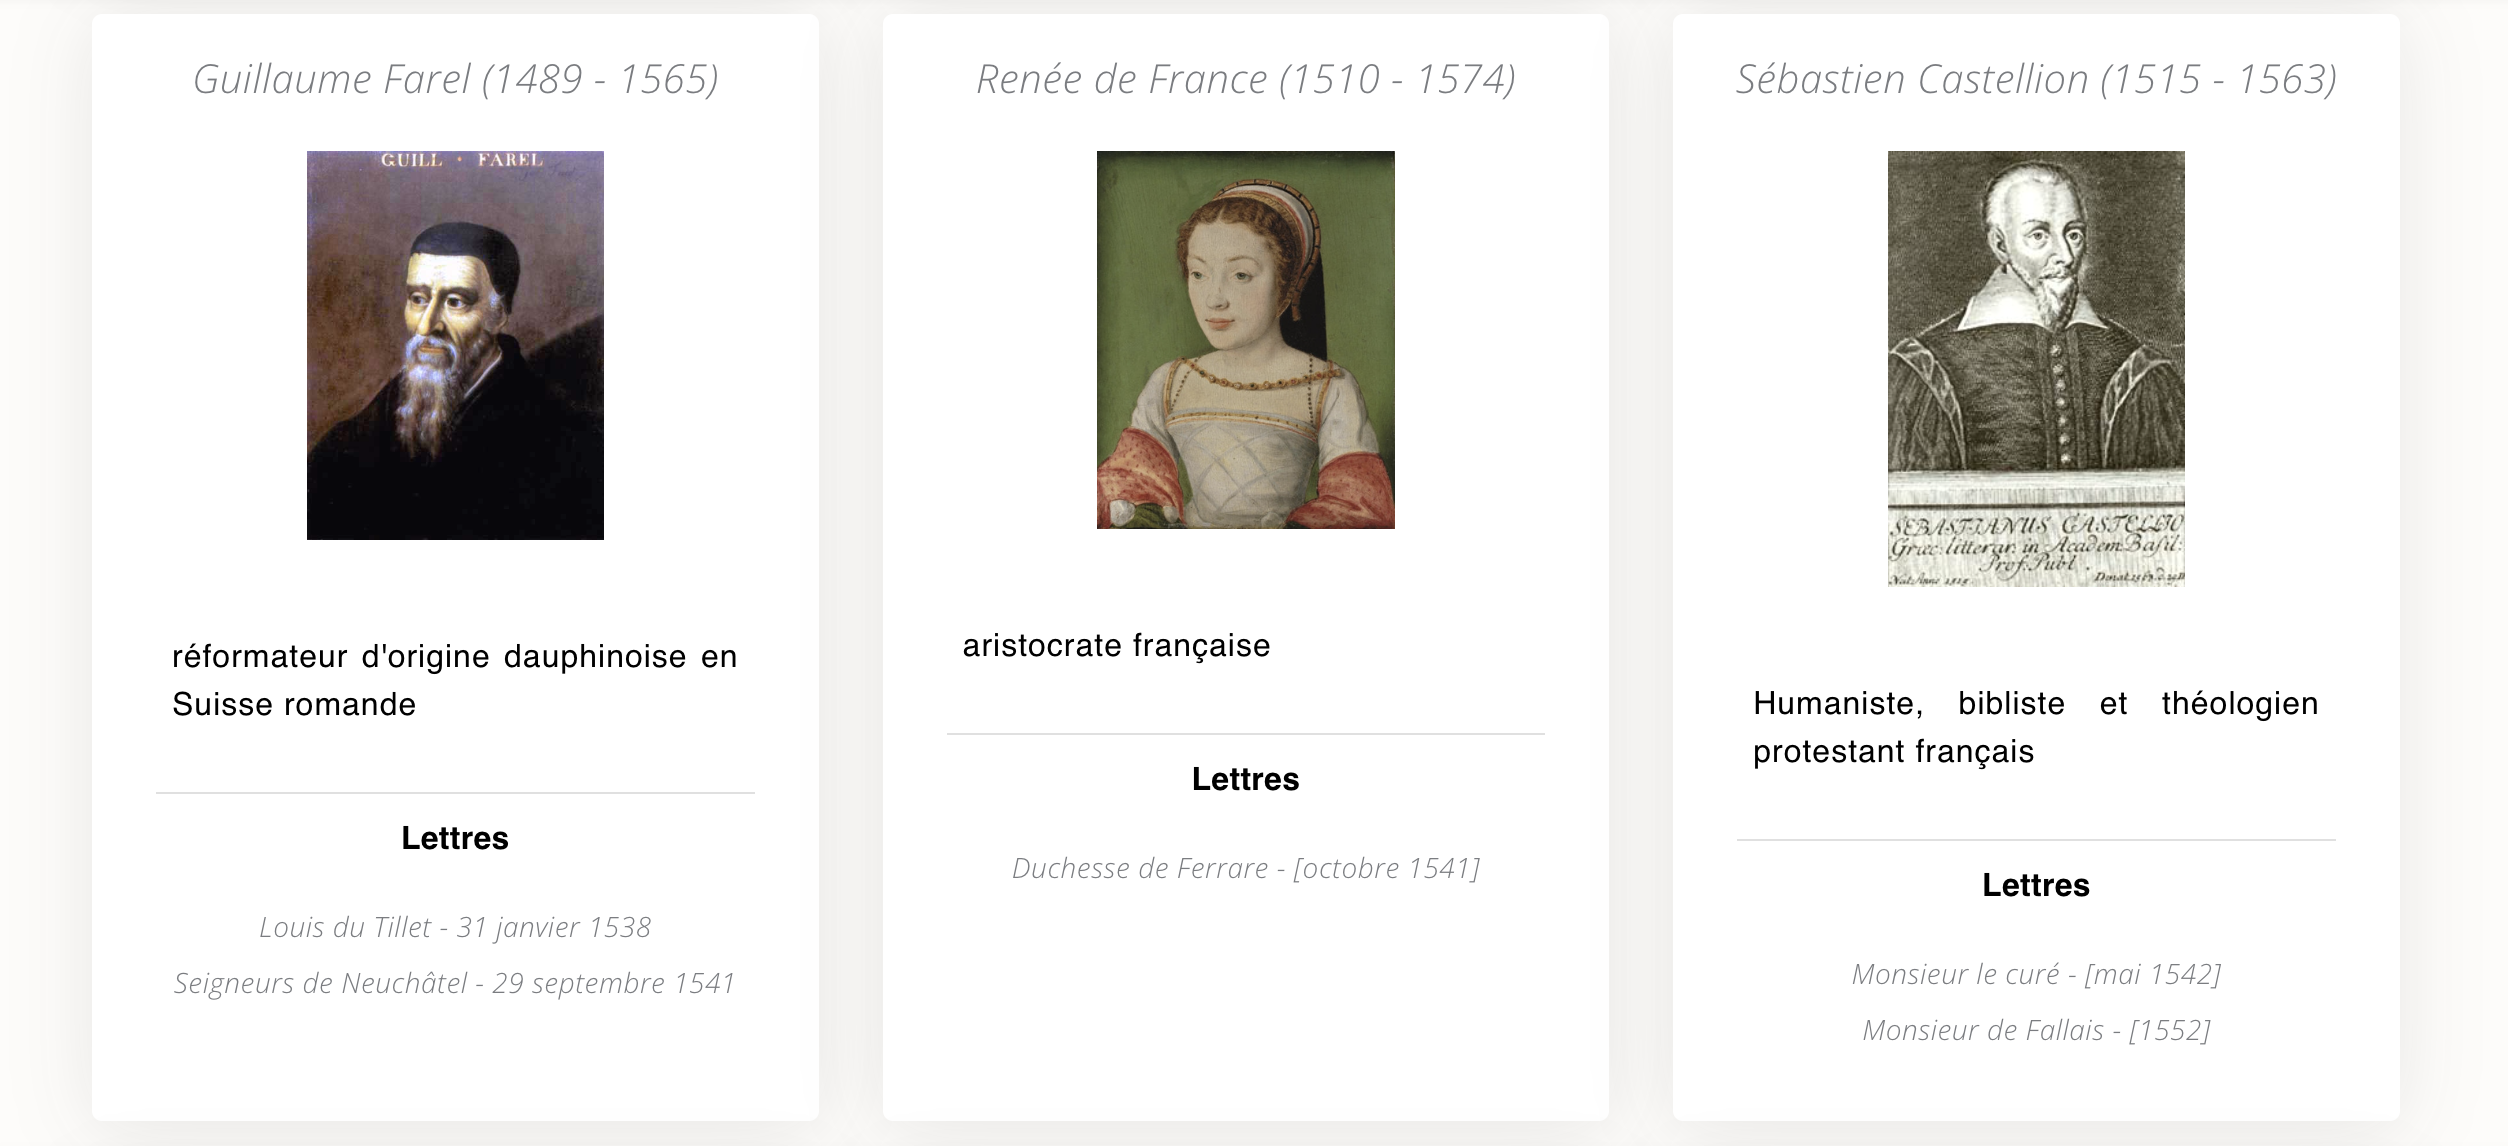 Guillaume Farel (1489 - 1565)
GUILL · FAREL
réformateur d'origine dauphinoise en
Suisse romande
Lettres
Louis du Tillet - 31 janvier 1538
Seigneurs de Neuchâtel - 29 septembre 1541
Renée de France (1510 - 1574)
aristocrate française
Lettres
Duchesse de Ferrare - [octobre 1541]
Sébastien Castellion (1515 - 1563)
SEBASTIANUS CASTELLIO
Græc: litterar: in Academ: Basil:
Prof: Publ.
Nat: Anno 1515
Humaniste, bibliste et théologien
protestant français
Lettres
Monsieur le curé - [mai 1542]
Monsieur de Fallais - [1552]